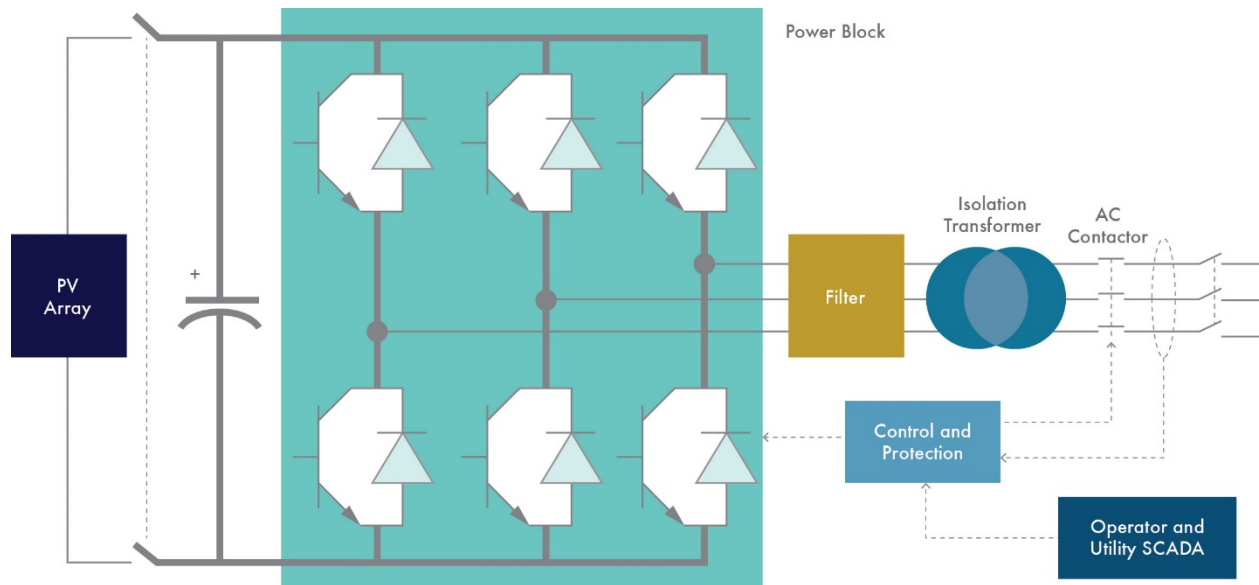 Power Block
PV
Array
+
Filter
Isolation
Transformer
AC
Contactor
Control and
Protection
Operator and
Utility SCADA